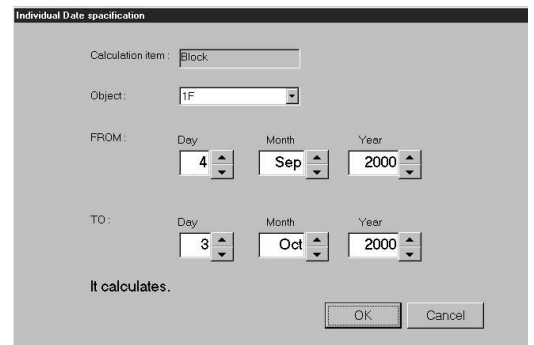 Individual Date spacification
Calculation item : Block
Object : 1F
FROM : Day Month Year
4 Sep 2000
TO : Day Month Year
3 Oct 2000
It calculates.
OK Cancel